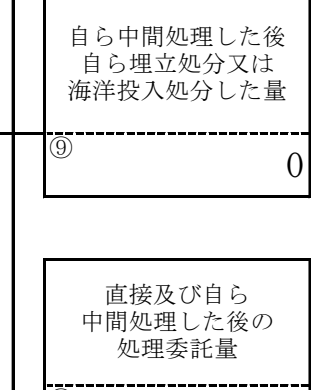 自ら中間処理した後
自ら埋立処分又は
海洋投入処分した量
⑨
0
直接及び自ら
中間処理した後の
処理委託量